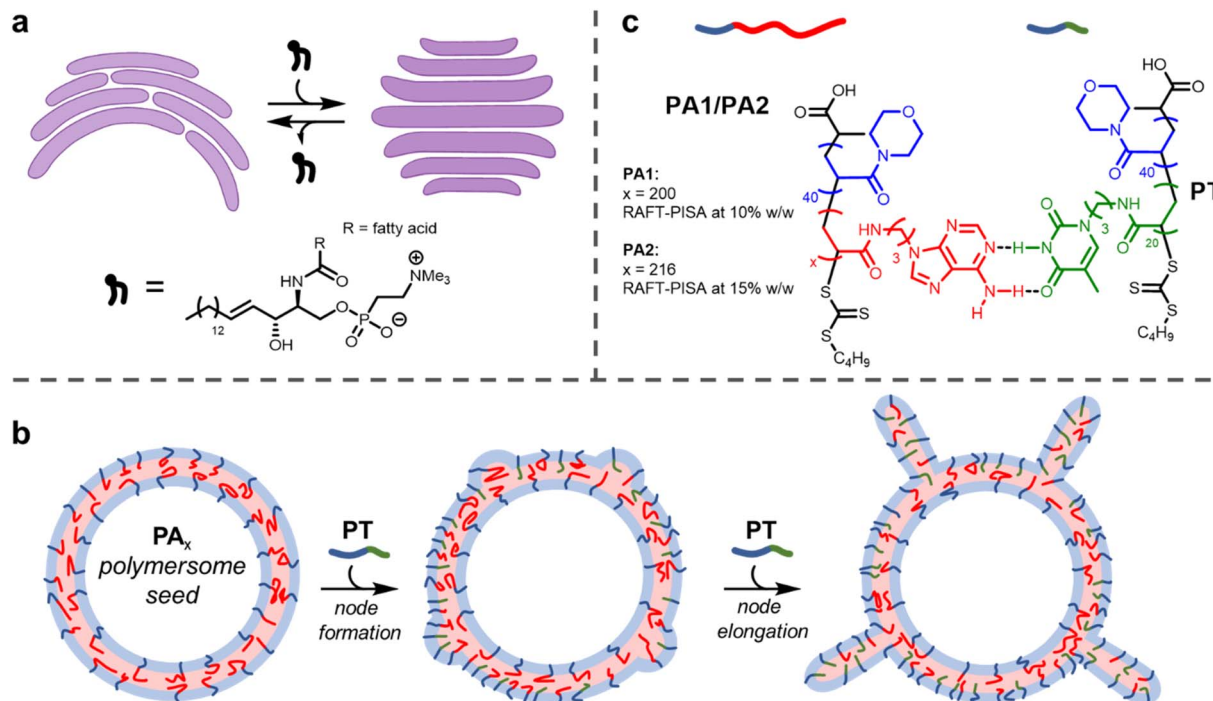 a
R = fatty acid
R
O
HN
12
OH
O
P
O
O
O
⊖
⊕
NMe3
=
c
PA1/PA2
PA1:
x = 200
RAFT-PISA at 10% w/w
PA2:
x = 216
RAFT-PISA at 15% w/w
O
OH
O
N
O
40
x
O
NH
3
N
N
N
N
N
H
H
S
S
S
C4H9
HO
O
O
N
O
40
PT
O
N
3
NH
O
20
H
N
O
S
S
S
C4H9
b
PAx
polymersome
seed
PT
node
formation
PT
node
elongation